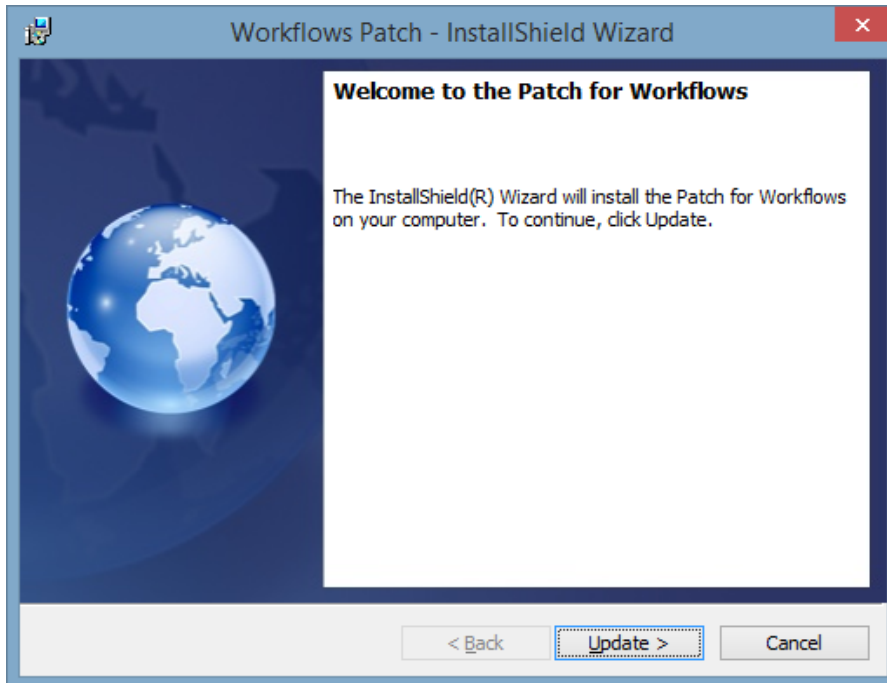 Workflows Patch - InstallShield Wizard
Welcome to the Patch for Workflows
The InstallShield(R) Wizard will install the Patch for Workflows
on your computer.  To continue, click Update.
< Back
Update >
Cancel